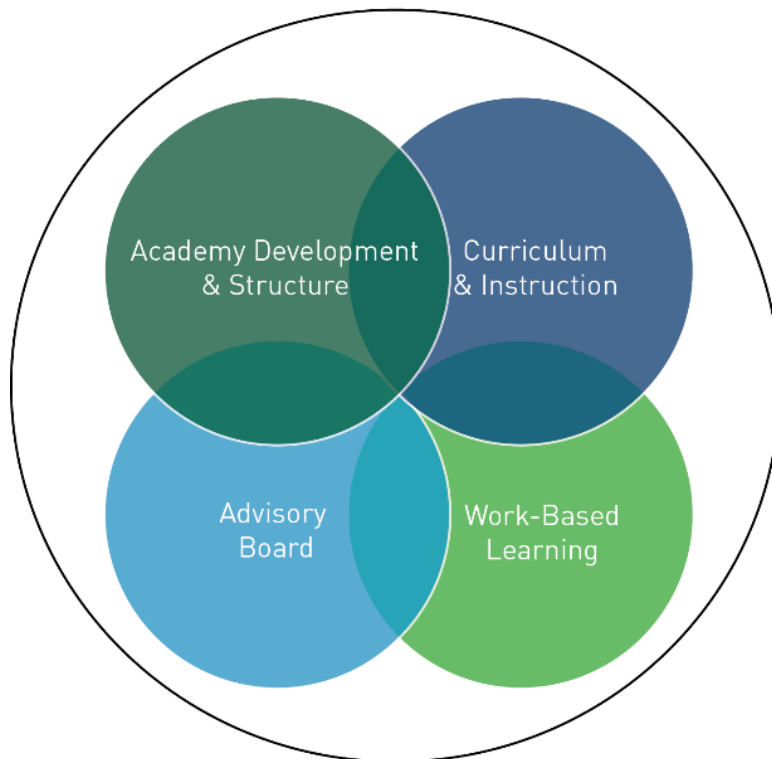 Academy Development
& Structure
Curriculum
& Instruction
Advisory
Board
Work-Based
Learning